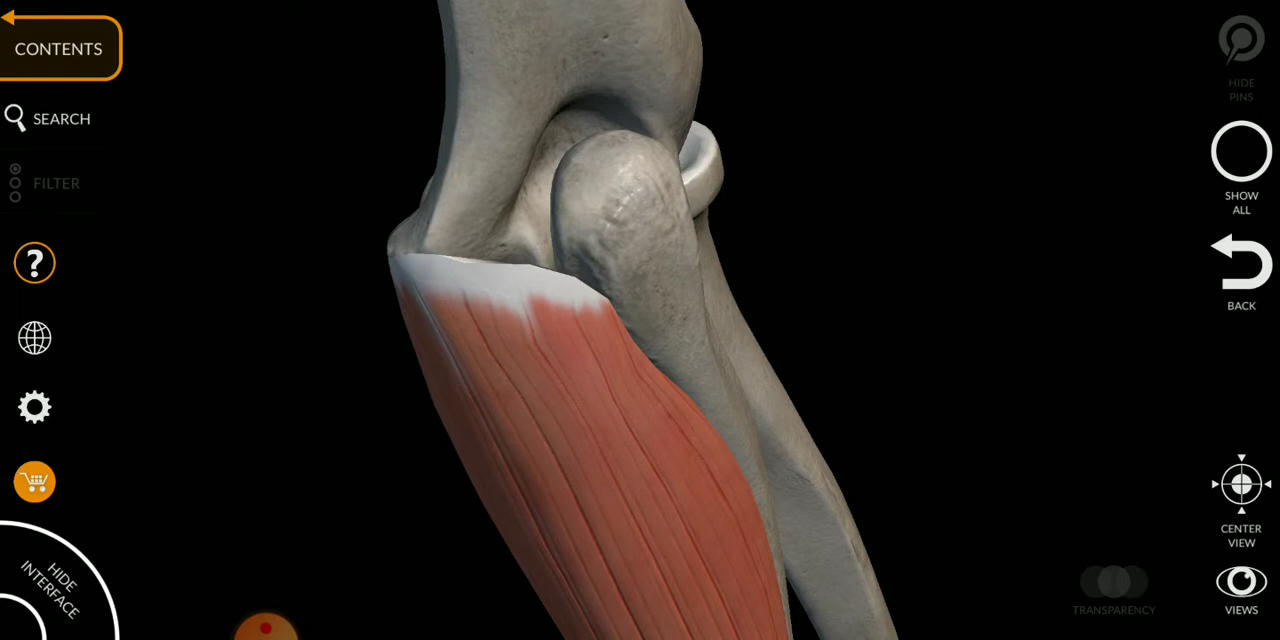 CONTENTS
SEARCH
FILTER
?
HIDE
INTERFACE
HIDE
PINS
SHOW
ALL
BACK
CENTER
VIEW
TRANSPARENCY
VIEWS